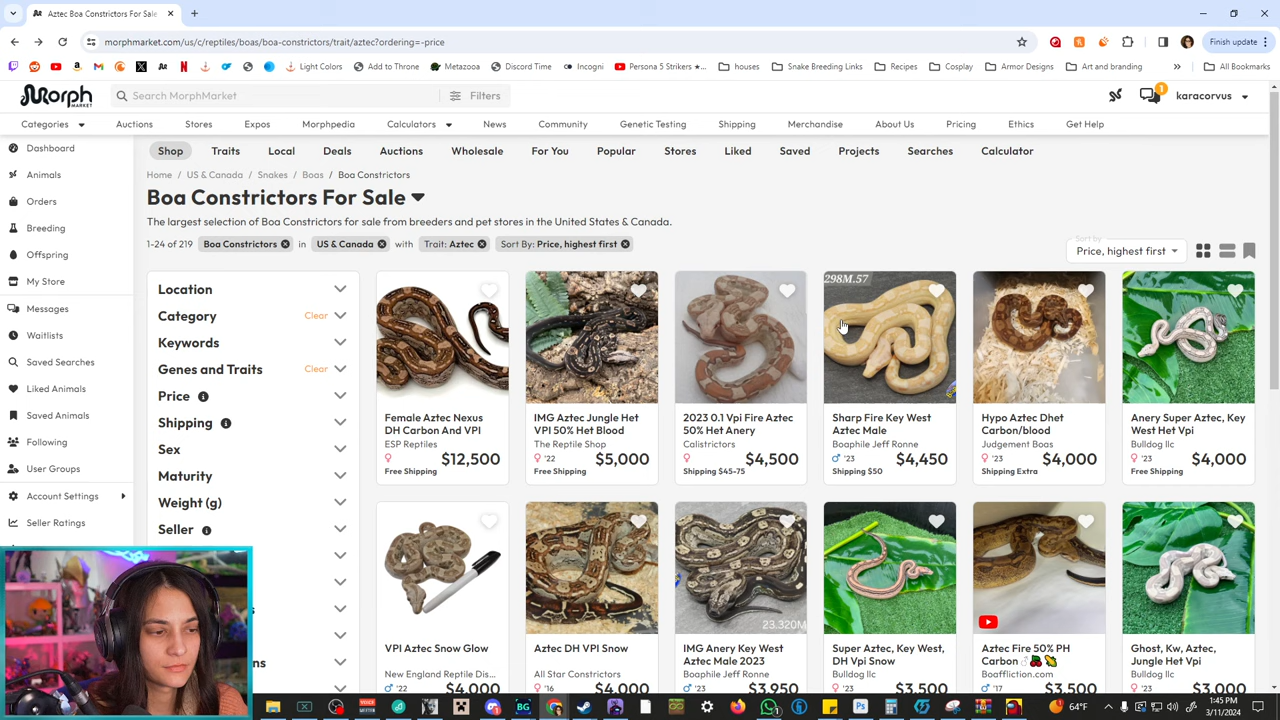 Aztec Boa Constrictors For Sale
morphmarket.com/us/c/reptiles/boas/boa-constrictors/trait/aztec?ordering=-price
Finish update
Light Colors
Add to Throne
Metazooa
Discord Time
Incogni
Persona 5 Strikers ★...
houses
Snake Breeding Links
Recipes
Cosplay
Armor Designs
Art and branding
»
All Bookmarks
Morph
MARKET
Search MorphMarket
Filters
1
karacorvus
Categories
Auctions
Stores
Expos
Morphpedia
Calculators
News
Community
Genetic Testing
Shipping
Merchandise
About Us
Pricing
Ethics
Get Help
Dashboard
Animals
Orders
Breeding
Offspring
My Store
Messages
Waitlists
Saved Searches
Liked Animals
Saved Animals
Following
User Groups
Account Settings
Seller Ratings
Shop
Traits
Local
Deals
Auctions
Wholesale
For You
Popular
Stores
Liked
Saved
Projects
Searches
Calculator
Home / US & Canada / Snakes / Boas / Boa Constrictors
Boa Constrictors For Sale
The largest selection of Boa Constrictors for sale from breeders and pet stores in the United States & Canada.
1-24 of 219 Boa Constrictors in US & Canada with Trait: Aztec Sort By: Price, highest first
Sort by
Price, highest first
Location
Category Clear
Keywords
Genes and Traits Clear
Price
Shipping
Sex
Maturity
Weight (g)
Seller
Female Aztec Nexus
DH Carbon And VPI
ESP Reptiles
$12,500
Free Shipping
IMG Aztec Jungle Het
VPI 50% Het Blood
The Reptile Shop
'22 $5,000
Free Shipping
2023 0.1 Vpi Fire Aztec
50% Het Anery
Calistrictors
$4,500
Shipping $45-75
298M.57
Sharp Fire Key West
Aztec Male
Boaphile Jeff Ronne
'23 $4,450
Shipping $50
Hypo Aztec Dhet
Carbon/blood
Judgement Boas
'23 $4,000
Shipping Extra
Anery Super Aztec, Key
West Het Vpi
Bulldog llc
'23 $4,000
Free Shipping
VPI Aztec Snow Glow
New England Reptile Dis...
'22 $4,000
Aztec DH VPI Snow
All Star Constrictors
'16 $4,000
23.320M
IMG Anery Key West
Aztec Male 2023
Boaphile Jeff Ronne
'23 $3,950
Super Aztec, Key West,
DH Vpi Snow
Bulldog llc
'23 $3,500
Aztec Fire 50% PH
Carbon ♂🍒🌽
Boaffliction.com
'17 $3,500
Ghost, Kw, Aztec,
Jungle Het Vpi
Bulldog llc
'23 $3,000
64°F
1:45 PM
3/11/2024